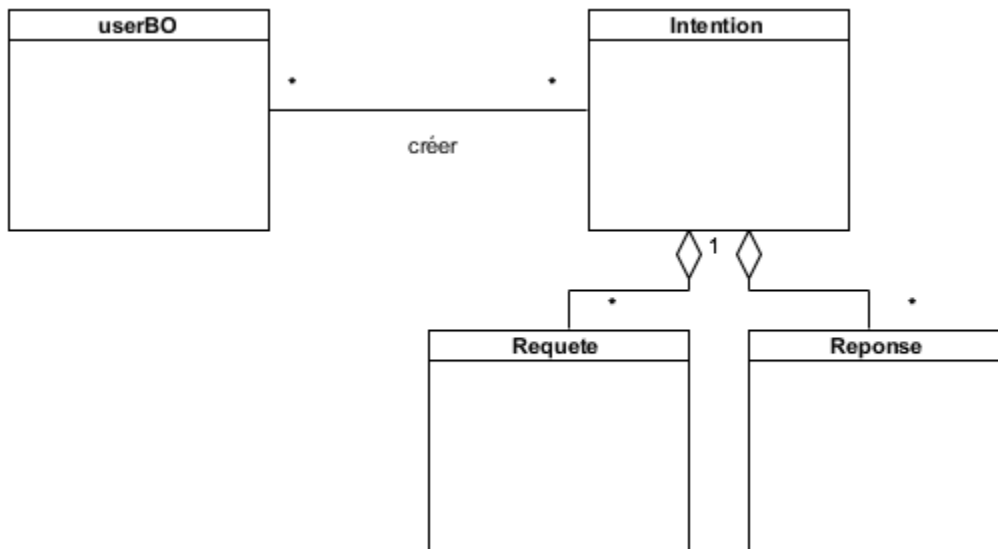 userBO
Intention
* *
créer
1
* *
Requete
Reponse